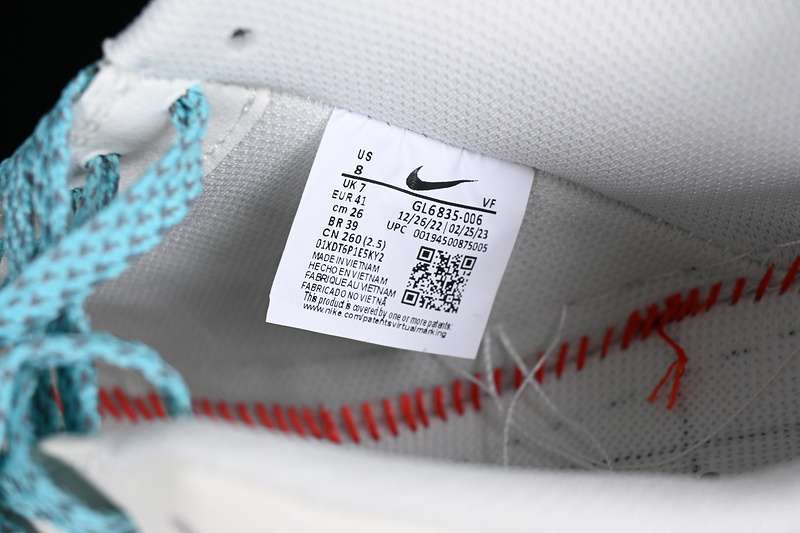 US
8
UK 7
EUR 41
cm 26
BR 39
CN 260 (2.5)
VF
GL6835-006
12/26/22 | 02/25/23
UPC 00194500875005
01XDT6P1E5KY2
MADE IN VIETNAM
HECHO EN VIETNAM
FABRIQUE AU VIETNAM
FABRICADO NO VIETNÃ
This product is covered by one or more patents:
www.nike.com/patentsvirtualmarking